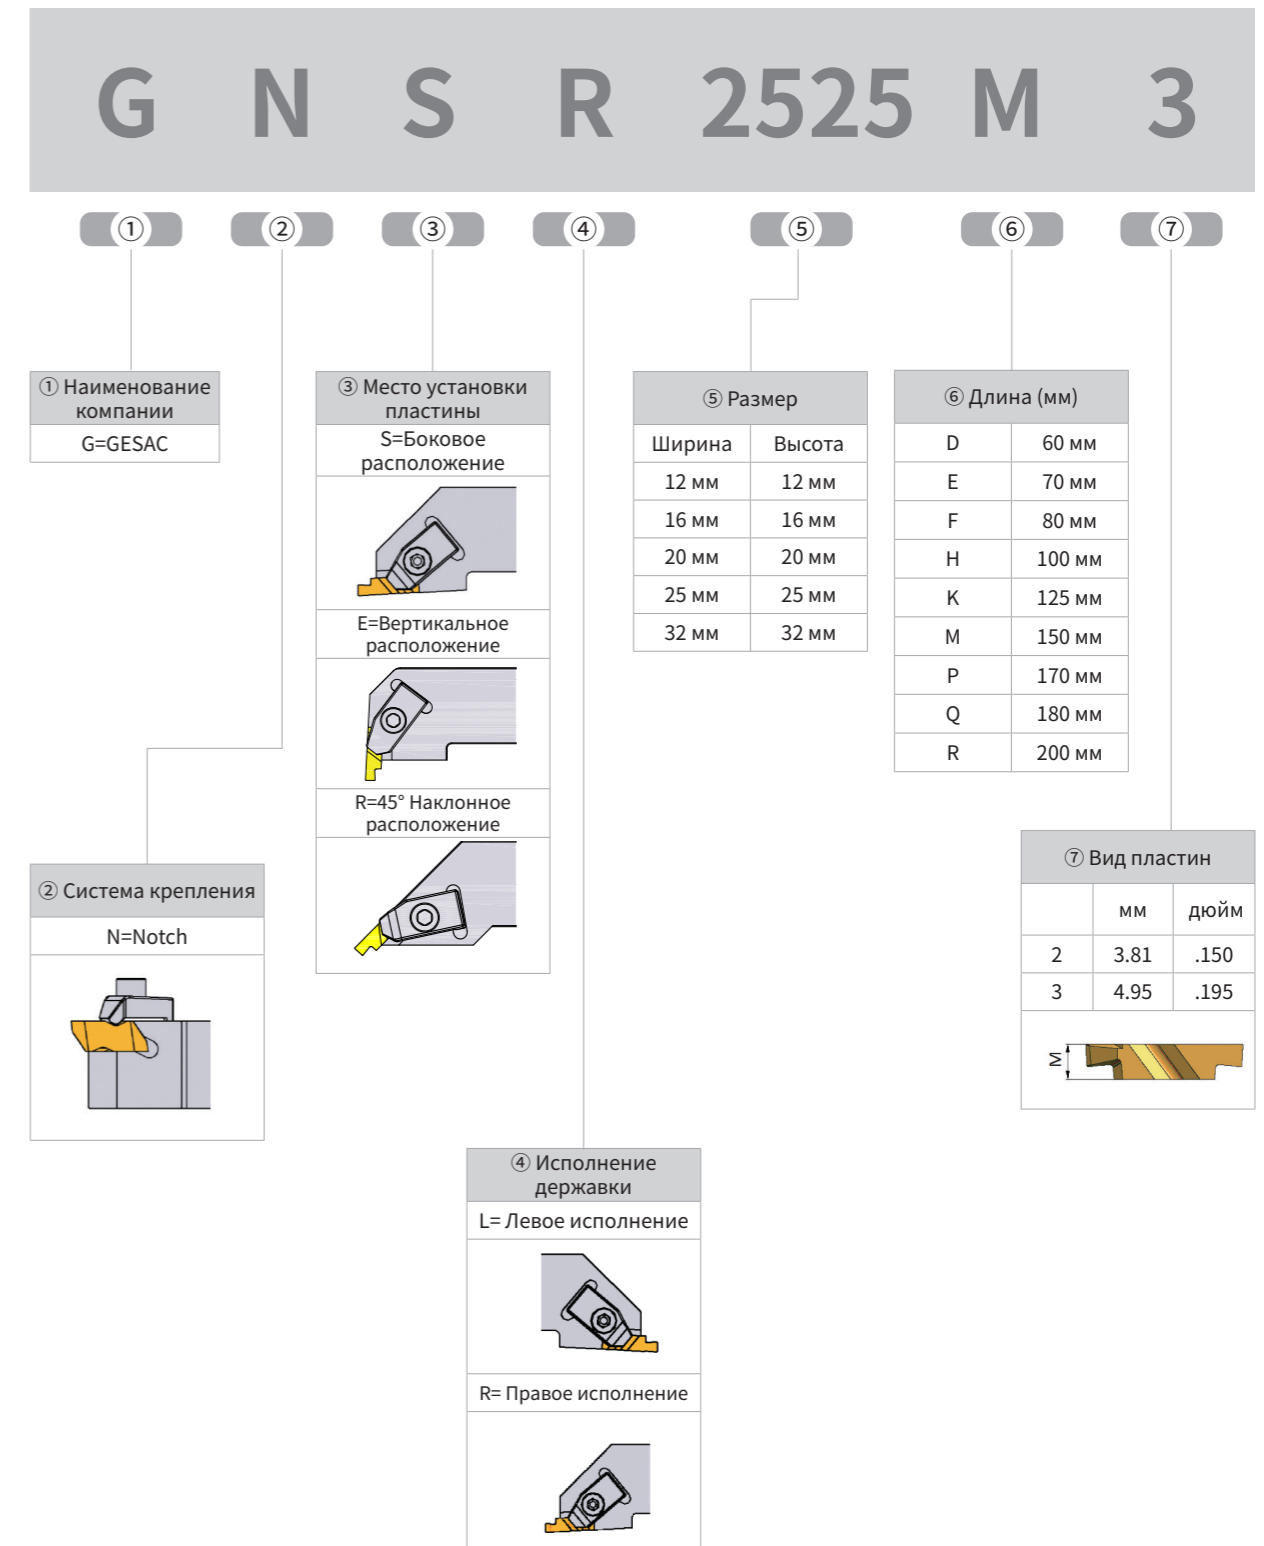 G N S R 2525 M 3
① ② ③ ④ ⑤ ⑥ ⑦
① Наименование
компании
G=GESAC
③ Место установки
пластины
S=Боковое
расположение
E=Вертикальное
расположение
R=45° Наклонное
расположение
⑤ Размер
Ширина Высота
12 мм 12 мм
16 мм 16 мм
20 мм 20 мм
25 мм 25 мм
32 мм 32 мм
⑥ Длина (мм)
D 60 мм
E 70 мм
F 80 мм
H 100 мм
K 125 мм
M 150 мм
P 170 мм
Q 180 мм
R 200 мм
② Система крепления
N=Notch
⑦ Вид пластин
мм дюйм
2 3.81 .150
3 4.95 .195
M
④ Исполнение
державки
L= Левое исполнение
R= Правое исполнение